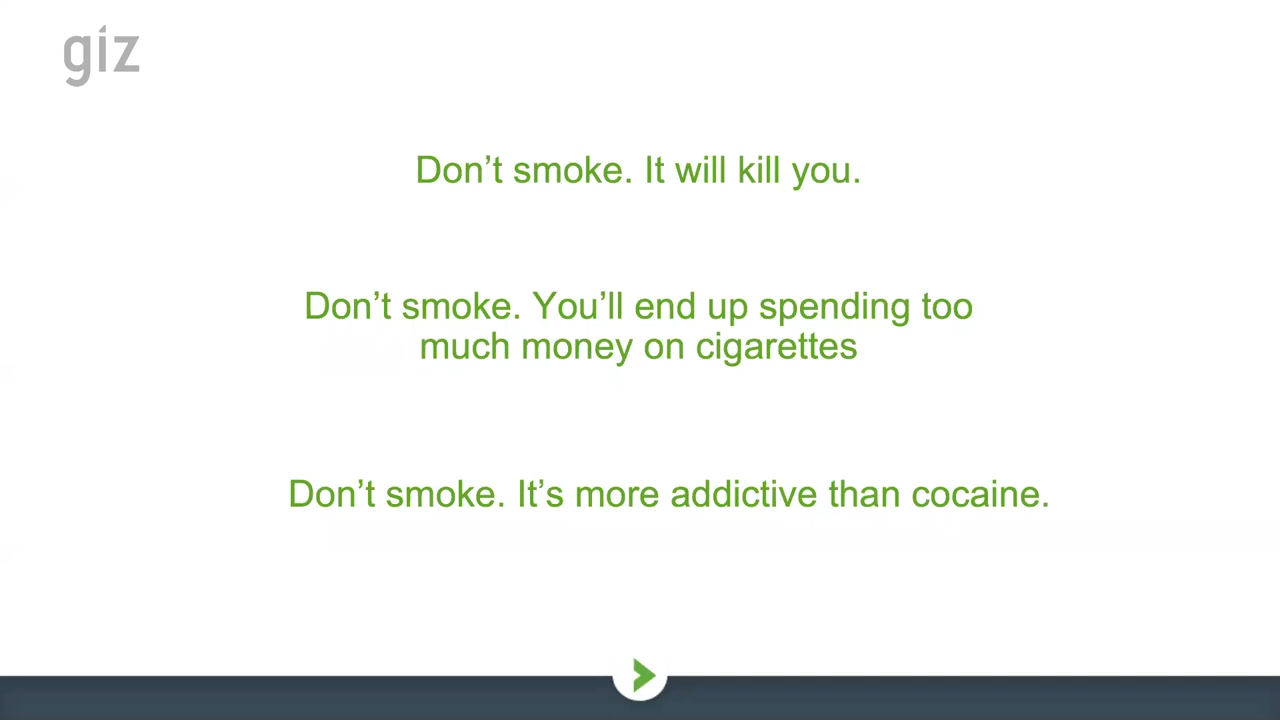 giz
Don’t smoke. It will kill you.
Don’t smoke. You’ll end up spending too
much money on cigarettes
Don’t smoke. It’s more addictive than cocaine.